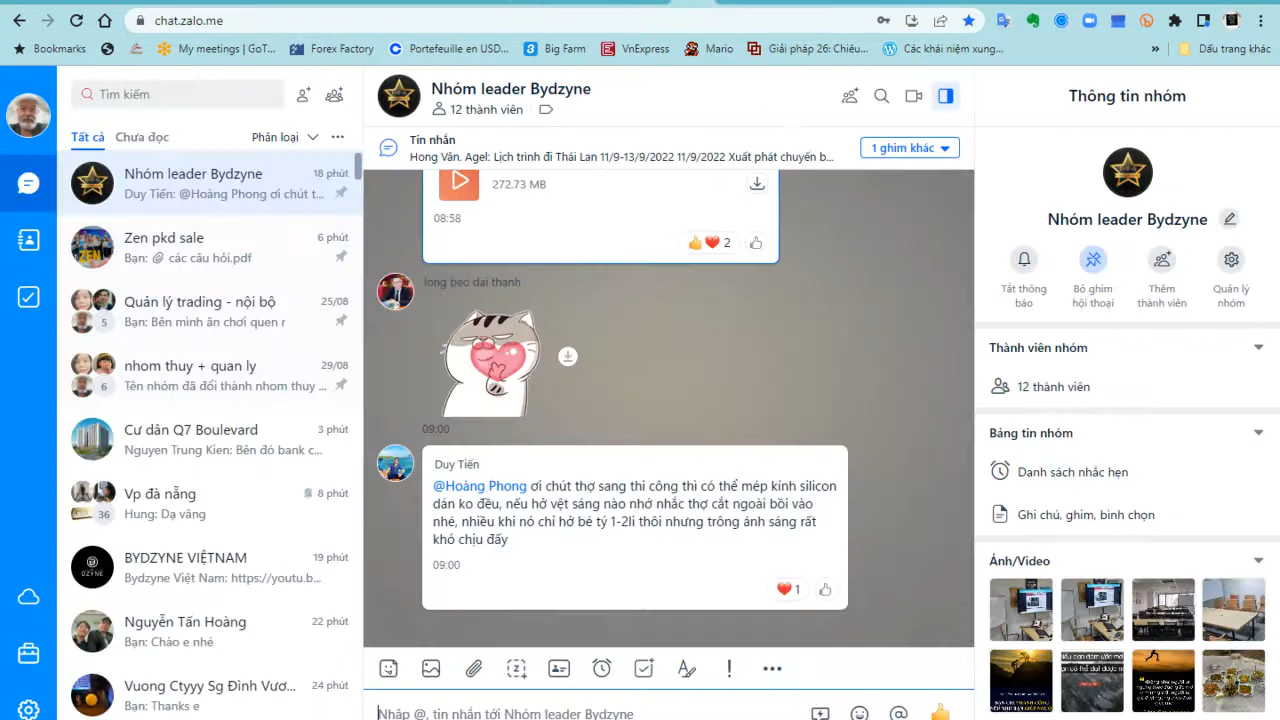 chat.zalo.me
Bookmarks
My meetings | GoT...
Forex Factory
Portefeuille en USD...
Big Farm
VnExpress
Mario
Giải pháp 26: Chiêu...
Các khái niệm xung...
»
Dấu trang khác
Tìm kiếm
Tất cả
Chưa đọc
Phân loại
Nhóm leader Bydzyne
18 phút
Duy Tiến: @Hoàng Phong ơi chút t...
Zen pkd sale
6 phút
Bạn: các câu hỏi.pdf
Quản lý trading - nội bộ
25/08
5
Bạn: Bên mình ăn chơi quen r
nhom thuy + quan ly
29/08
6
Tên nhóm đã đổi thành nhom thuy ...
Cư dân Q7 Boulevard
3 phút
Nguyen Trung Kien: Bên đó bank c...
Vp đà nẵng
8 phút
36
Hung: Dạ vâng
BYDZYNE VIỆTNAM
19 phút
Bydzyne Việt Nam: https://youtu.b...
Nguyễn Tấn Hoàng
22 phút
Bạn: Chào e nhé
Vuong Ctyyy Sg Đình Vươ...
24 phút
Bạn: Thanks e
Nhóm leader Bydzyne
12 thành viên
Tin nhắn
Hong Vân. Agel: Lịch trình đi Thái Lan 11/9-13/9/2022 11/9/2022 Xuất phát chuyến b...
1 ghim khác
272.73 MB
08:58
2
long beo dai thanh
09:00
Duy Tiến
@Hoàng Phong ơi chút thợ sang thi công thì có thể mép kính silicon
dán ko đều, nếu hở vệt sáng nào nhớ nhắc thợ cắt ngoài bồi vào
nhé, nhiều khi nó chỉ hở bé tý 1-2li thôi nhưng trông ánh sáng rất
khó chịu đấy
09:00
1
Nhập @, tin nhắn tới Nhóm leader Bydzyne
Thông tin nhóm
Nhóm leader Bydzyne
Tắt thông
báo
Bỏ ghim
hội thoại
Thêm
thành viên
Quản lý
nhóm
Thành viên nhóm
12 thành viên
Bảng tin nhóm
Danh sách nhắc hẹn
Ghi chú, ghim, bình chọn
Ảnh/Video